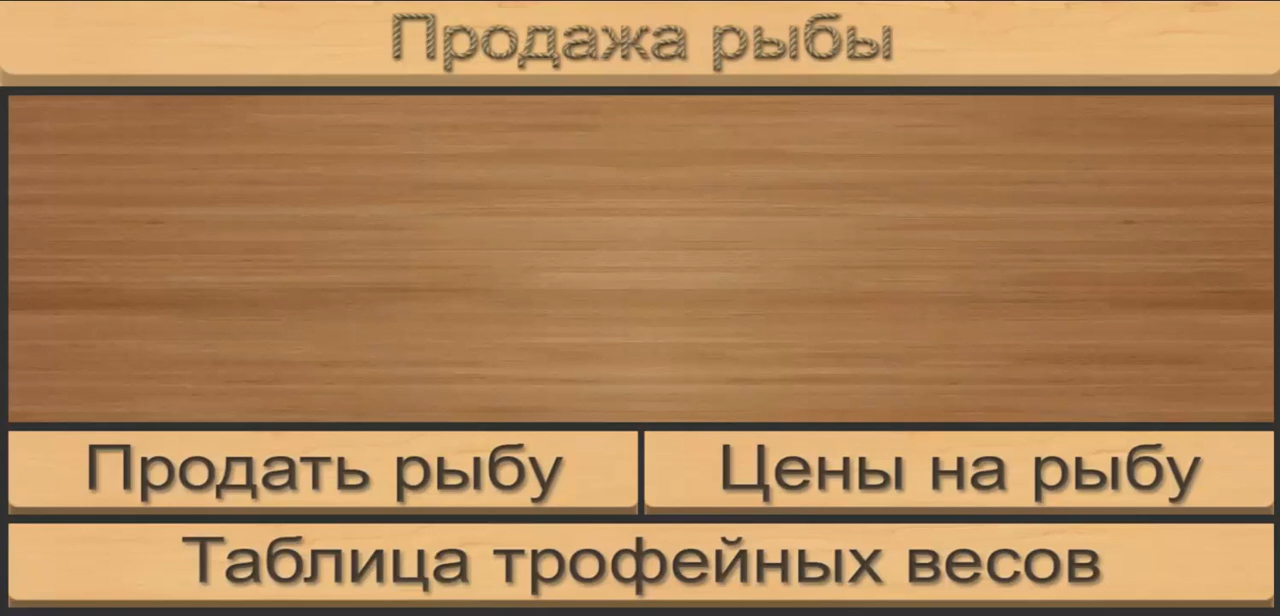 Продажа рыбы
Продать рыбу
Цены на рыбу
Таблица трофейных весов